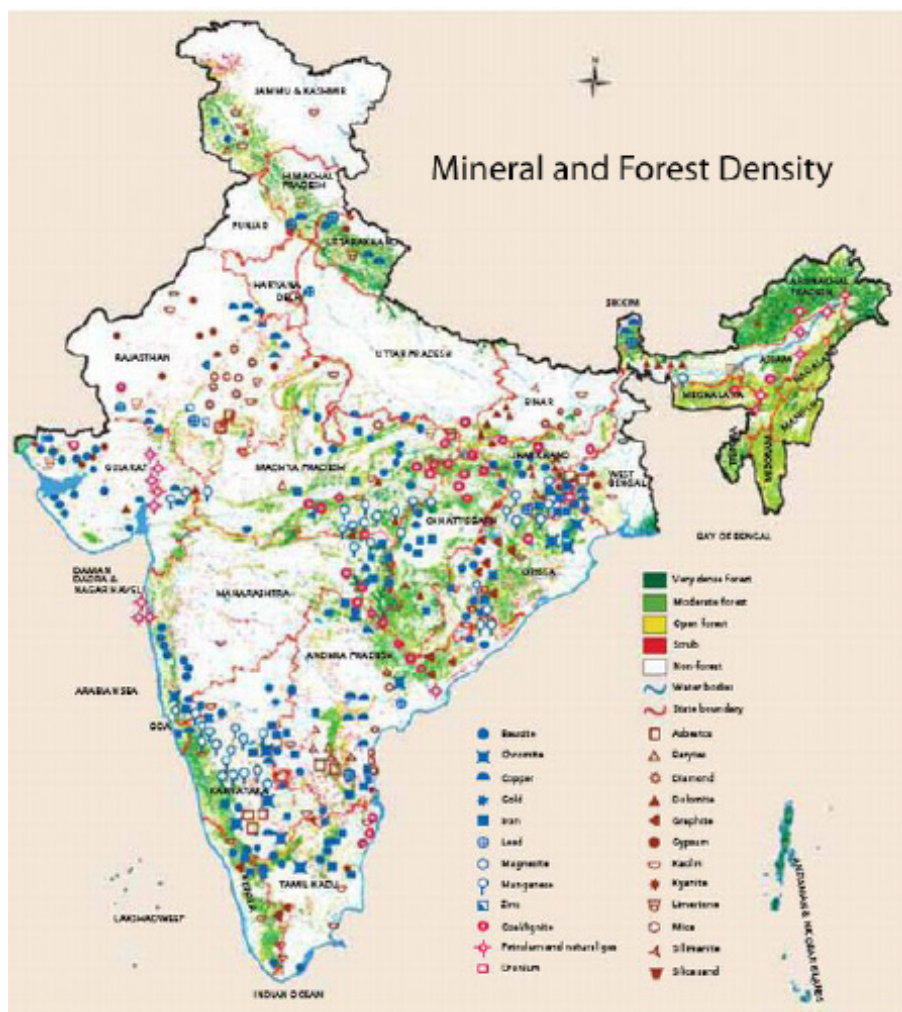 N
JAMMU & KASHMIR
Mineral and Forest Density
HIMACHAL
PRADESH
PUNJAB
UTTARAKHAND
HARYANA
DELHI
ARUNACHAL
PRADESH
SIKKIM
RAJASTHAN
UTTAR PRADESH
ASSAM
NAGALAND
MEGHALAYA
BIHAR
TRIPURA
MIZORAM
JHARKHAND
GUJARAT
MADHYA PRADESH
WEST
BENGAL
CHHATTISGARH
BAY OF BENGAL
DAMAN
DADRA &
NAGAR HAVELI
ORISSA
MAHARASHTRA
Very dense Forest
Moderate forest
Open forest
Scrub
Non-forest
Water bodies
State boundary
ANDHRA PRADESH
ARABIAN SEA
GOA
KARNATAKA
TAMIL NADU
KERALA
LAKSHADWEEP
INDIAN OCEAN
ANDAMAN & NICOBAR ISLANDS
Bauxite
Chromite
Copper
Gold
Iron
Lead
Magnesite
Manganese
Zinc
Coal/lignite
Petrolum and natural gas
Uranium
Asbestos
Barytes
Diamond
Dolomite
Graphite
Gypsum
Kaolin
Kyanite
Limestone
Mica
Sillimanite
Silica sand